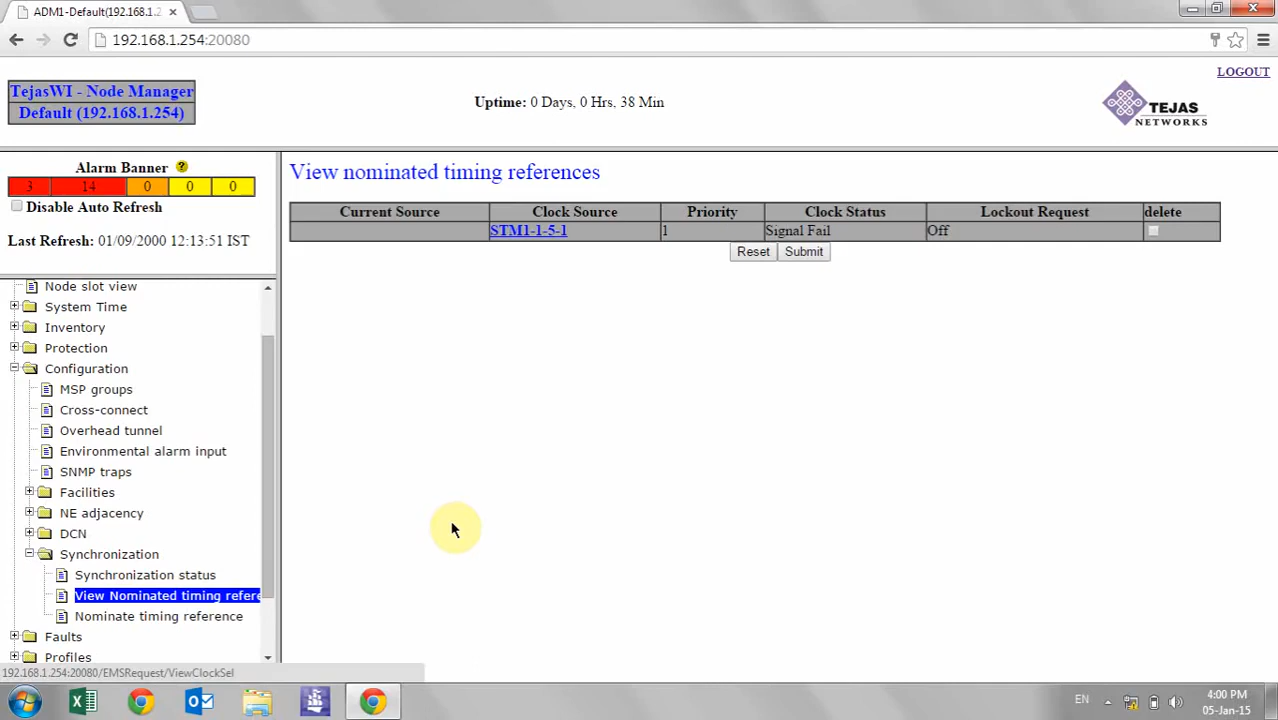 ADM1-Default(192.168.1.2
192.168.1.254:20080
LOGOUT
TejasWI - Node Manager
Default (192.168.1.254)
Uptime: 0 Days, 0 Hrs, 38 Min
TEJAS
NETWORKS
Alarm Banner ?
3 14 0 0 0
Disable Auto Refresh
Last Refresh: 01/09/2000 12:13:51 IST
View nominated timing references
Current Source Clock Source Priority Clock Status Lockout Request delete
STM1-1-5-1 1 Signal Fail Off
Reset Submit
Node slot view
System Time
Inventory
Protection
Configuration
MSP groups
Cross-connect
Overhead tunnel
Environmental alarm input
SNMP traps
Facilities
NE adjacency
DCN
Synchronization
Synchronization status
View Nominated timing refere
Nominate timing reference
Faults
Profiles
192.168.1.254:20080/EMSRequest/ViewClockSel
EN
4:00 PM
05-Jan-15